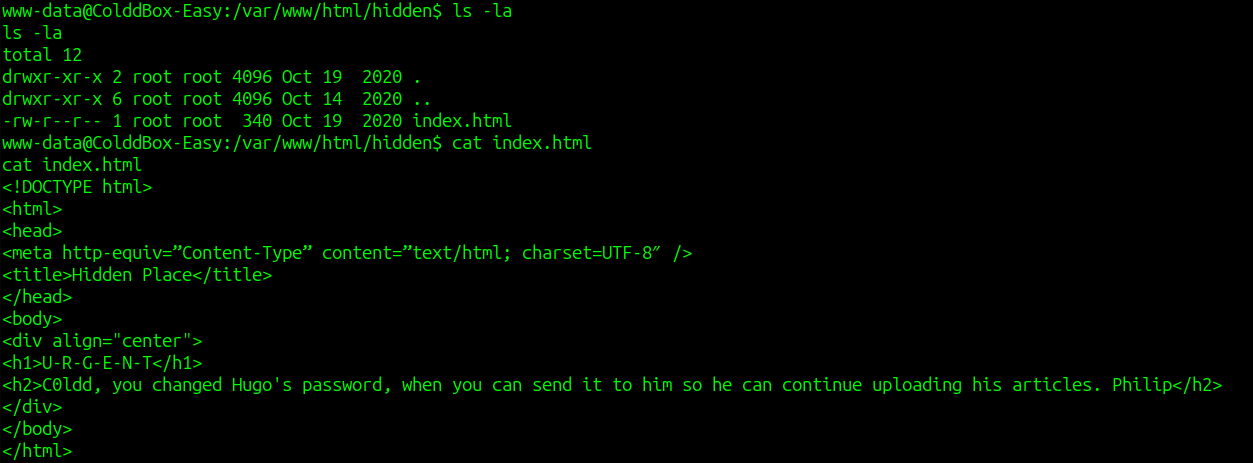 www-data@ColddBox-Easy:/var/www/html/hidden$ ls -la
ls -la
total 12
drwxr-xr-x 2 root root 4096 Oct 19  2020 .
drwxr-xr-x 6 root root 4096 Oct 14  2020 ..
-rw-r--r-- 1 root root  340 Oct 19  2020 index.html
www-data@ColddBox-Easy:/var/www/html/hidden$ cat index.html
cat index.html
<!DOCTYPE html>
<html>
<head>
<meta http-equiv=”Content-Type” content=”text/html; charset=UTF-8″ />
<title>Hidden Place</title>
</head>
<body>
<div align="center">
<h1>U-R-G-E-N-T</h1>
<h2>C0ldd, you changed Hugo's password, when you can send it to him so he can continue uploading his articles. Philip</h2>
</div>
</body>
</html>